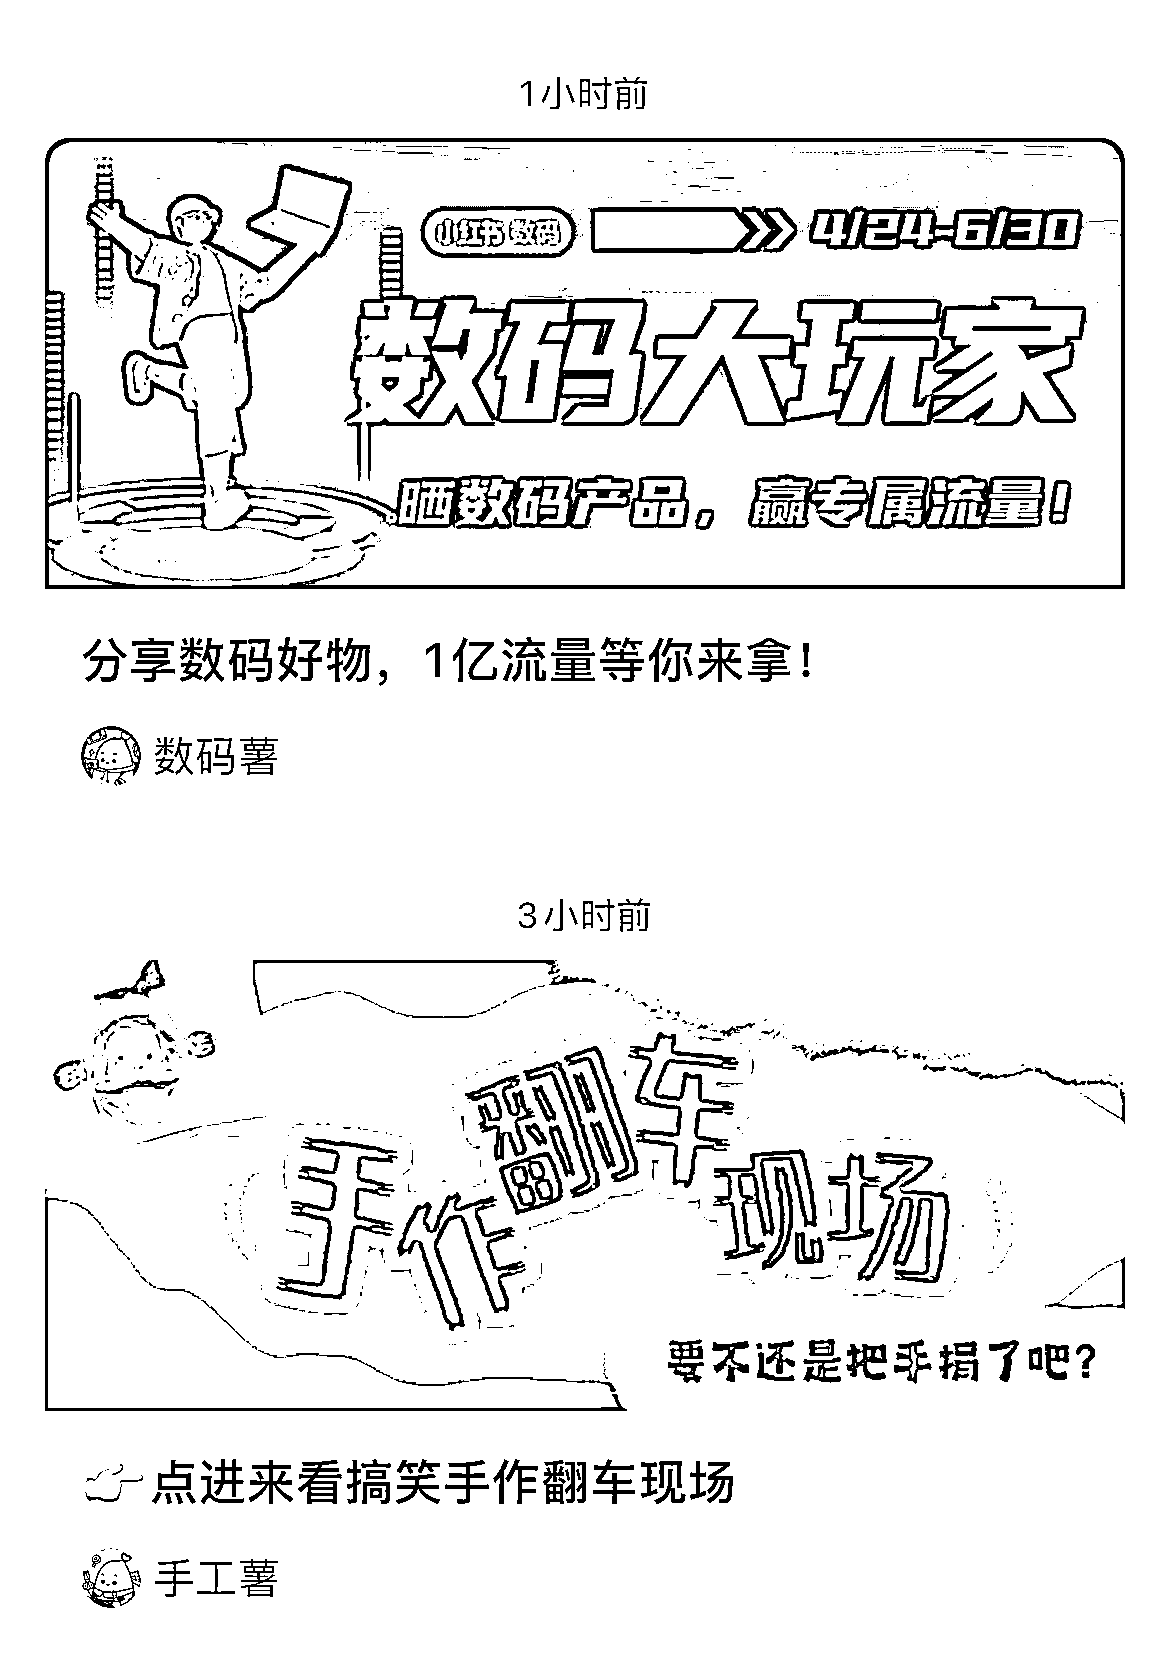 1小时前
小红书 数码 4/24-6/30
数码大玩家
晒数码产品，赢专属流量！
分享数码好物，1亿流量等你来拿！
数码薯
3小时前
手作翻车现场
要不还是把手捐了吧？
点进来看搞笑手作翻车现场
手工薯